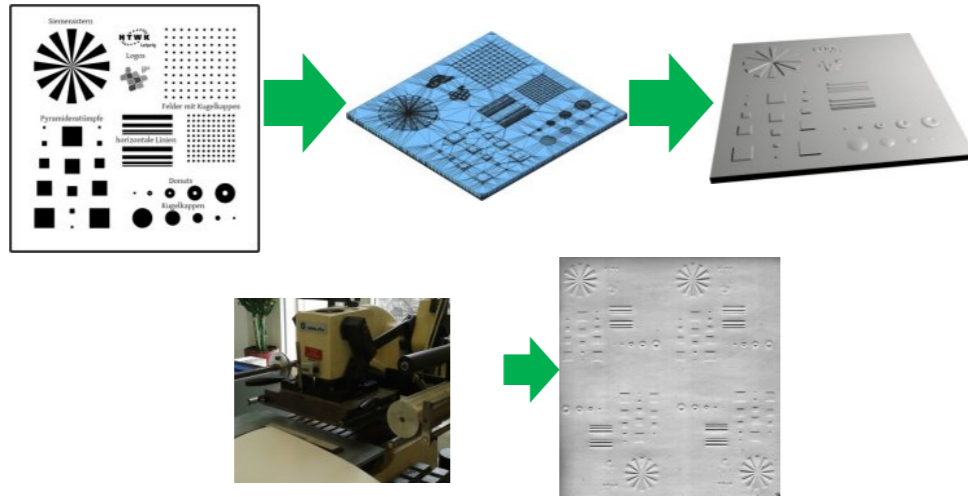 Siemensstern
HTWK
Leipzig
Logos
Felder mit Kugelkappen
Pyramidenstümpfe
horizontale Linien
Donuts
Kugelkappen